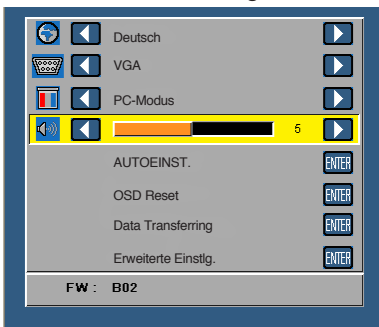 Deutsch
VGA
PC-Modus
5
AUTOEINST. ENTER
OSD Reset ENTER
Data Transferring ENTER
Erweiterte Einstlg. ENTER
FW : B02